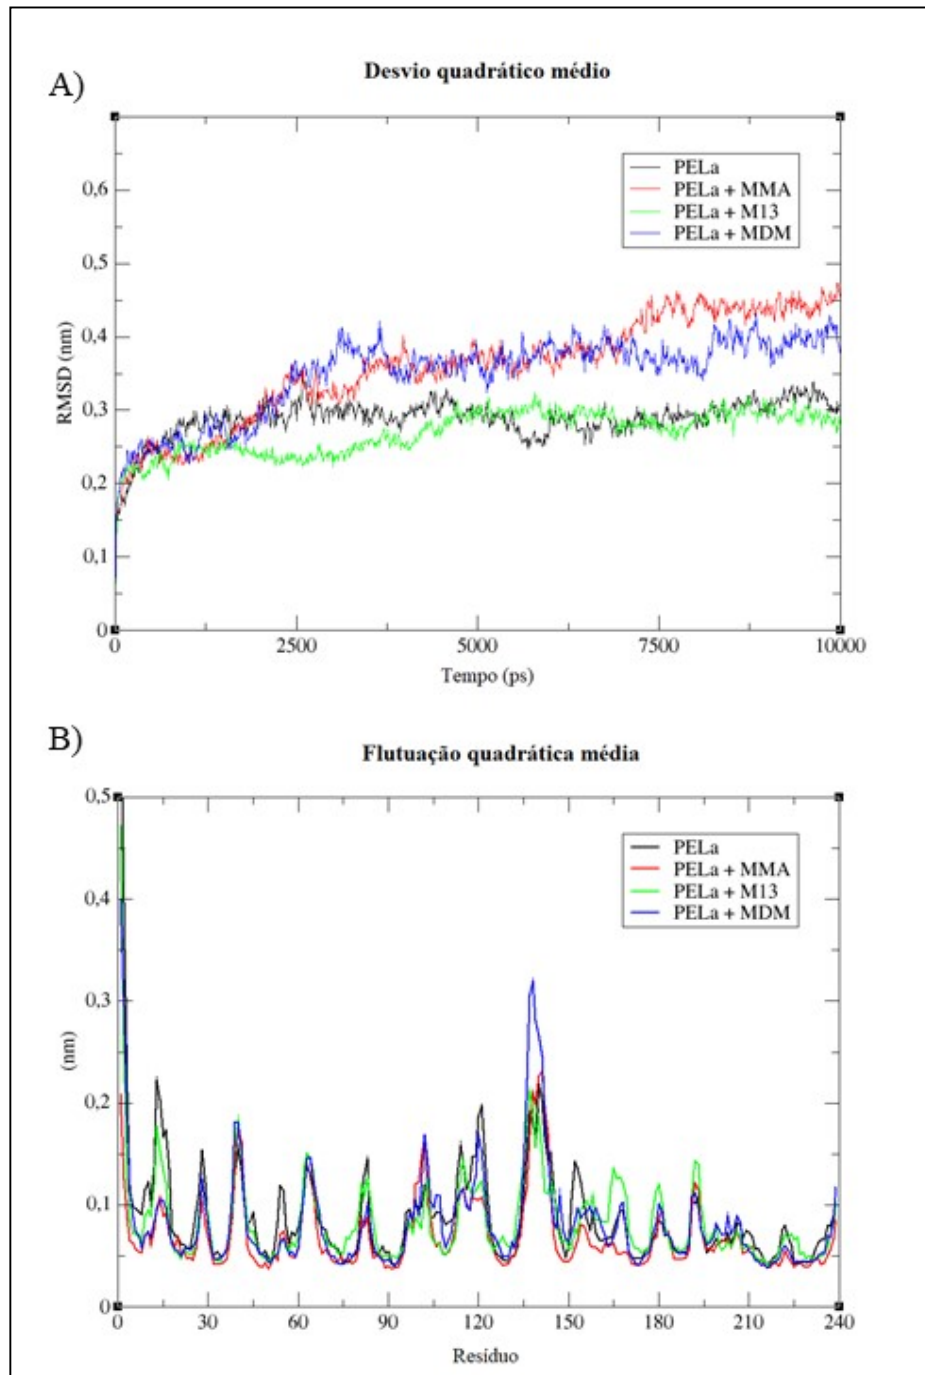 A)
Desvio quadrático médio
PELa
PELa + MMA
PELa + M13
PELa + MDM
0,6
0,5
0,4
0,3
0,2
0,1
0
RMSD (nm)
0 2500 5000 7500 10000
Tempo (ps)
B)
Flutuação quadrática média
PELa
PELa + MMA
PELa + M13
PELa + MDM
0,5
0,4
0,3
0,2
0,1
0
(nm)
0 30 60 90 120 150 180 210 240
Resíduo